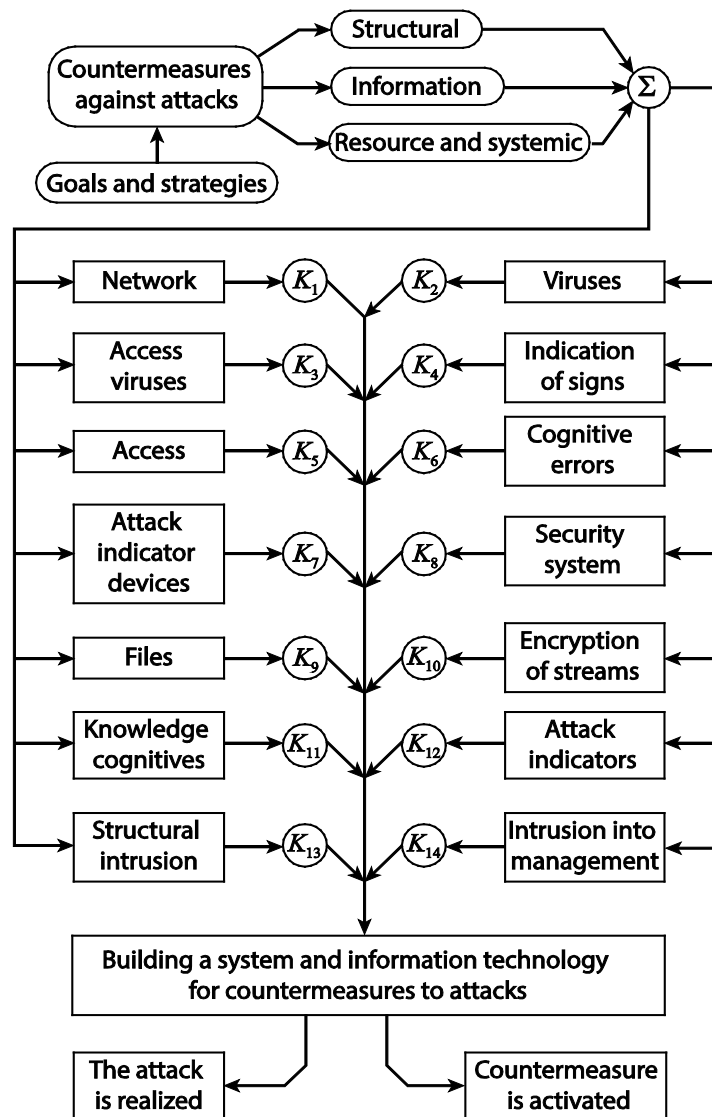 Structural
Countermeasures
against attacks
Information
Σ
Resource and systemic
Goals and strategies
Network
K1
K2
Viruses
Access
viruses
K3
K4
Indication
of signs
Access
K5
K6
Cognitive
errors
Attack
indicator
devices
K7
K8
Security
system
Files
K9
K10
Encryption
of streams
Knowledge
cognitives
K11
K12
Attack
indicators
Structural
intrusion
K13
K14
Intrusion into
management
Building a system and information technology
for countermeasures to attacks
The attack
is realized
Countermeasure
is activated